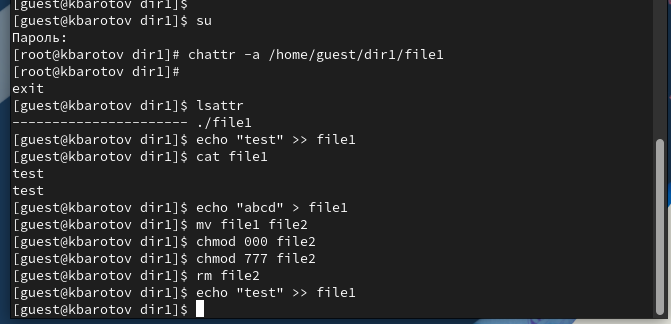 [guest@kbarotov dir1]$
[guest@kbarotov dir1]$ su
Пароль:
[root@kbarotov dir1]# chattr -a /home/guest/dir1/file1
[root@kbarotov dir1]#
exit
[guest@kbarotov dir1]$ lsattr
---------------------- ./file1
[guest@kbarotov dir1]$ echo "test" >> file1
[guest@kbarotov dir1]$ cat file1
test
test
[guest@kbarotov dir1]$ echo "abcd" > file1
[guest@kbarotov dir1]$ mv file1 file2
[guest@kbarotov dir1]$ chmod 000 file2
[guest@kbarotov dir1]$ chmod 777 file2
[guest@kbarotov dir1]$ rm file2
[guest@kbarotov dir1]$ echo "test" >> file1
[guest@kbarotov dir1]$